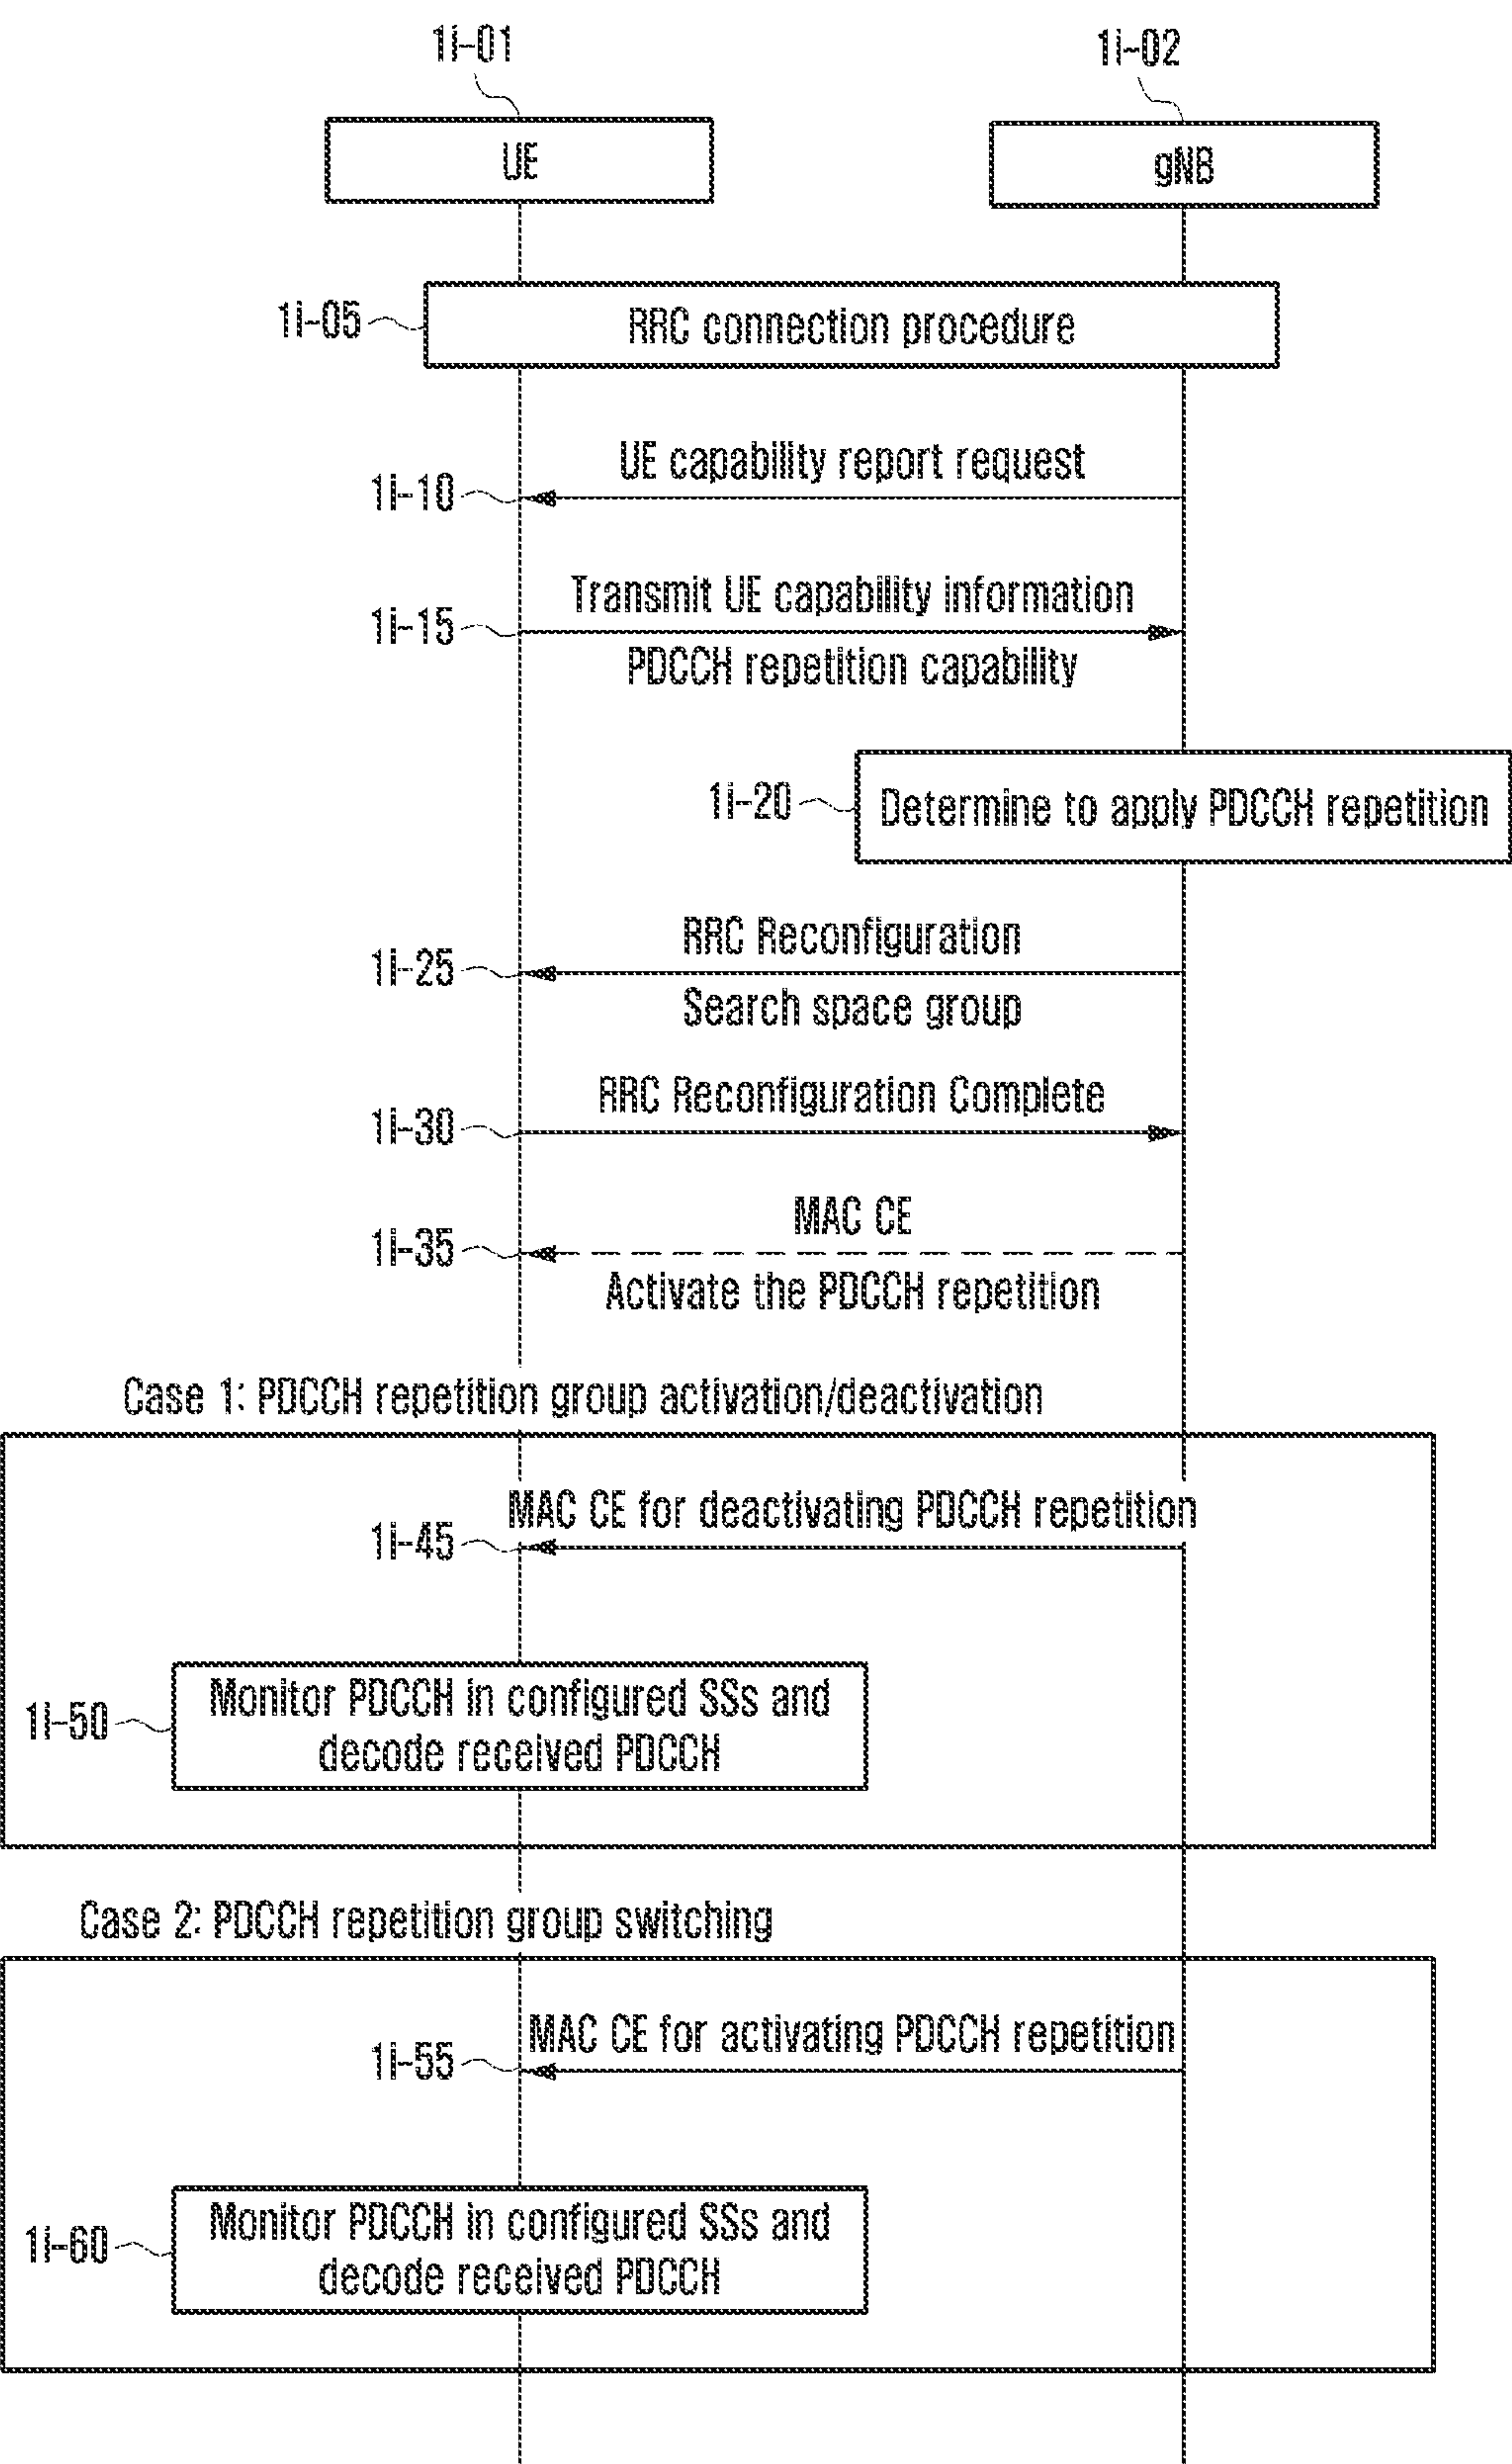 1i-01
1i-02
UE
gNB
1i-05
RRC connection procedure
UE capability report request
1i-10
Transmit UE capability information
1i-15
PDCCH repetition capability
1i-20
Determine to apply PDCCH repetition
RRC Reconfiguration
1i-25
Search space group
RRC Reconfiguration Complete
1i-30
MAC CE
1i-35
Activate the PDCCH repetition
Case 1: PDCCH repetition group activation/deactivation
MAC CE for deactivating PDCCH repetition
1i-45
Monitor PDCCH in configured SSs and
1i-50
decode received PDCCH
Case 2: PDCCH repetition group switching
MAC CE for activating PDCCH repetition
1i-55
Monitor PDCCH in configured SSs and
1i-60
decode received PDCCH